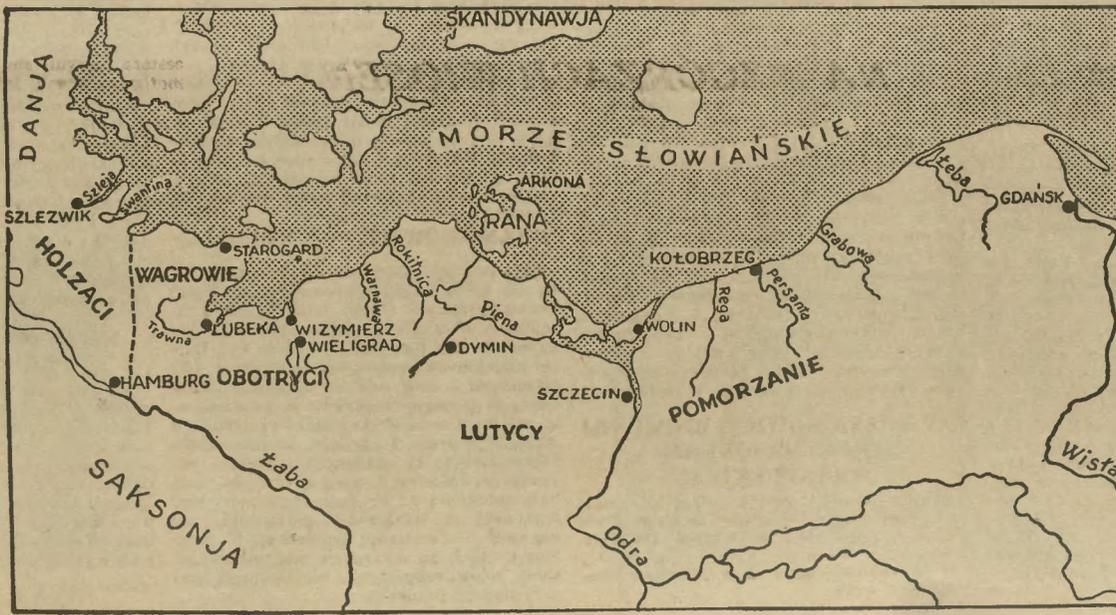 SKANDYNAWJA
DANJA
MORZE SŁOWIAŃSKIE
ARKONA
RANA
Szleja
Swantina
SZLEZWIK
Łeba
GDAŃSK
HOLZACI
STAROGARD
WAGROWIE
Rokitnica
Warnawa
KOŁOBRZEG
Grabowa
Persanta
Rega
Trawna
LUBEKA
WIZYMIERZ
WIELIGRAD
Piena
DYMIN
WOLIN
HAMBURG
OBOTRYCI
SZCZECIN
POMORZANIE
LUTYCY
Łaba
SAKSONJA
Odra
Wisła